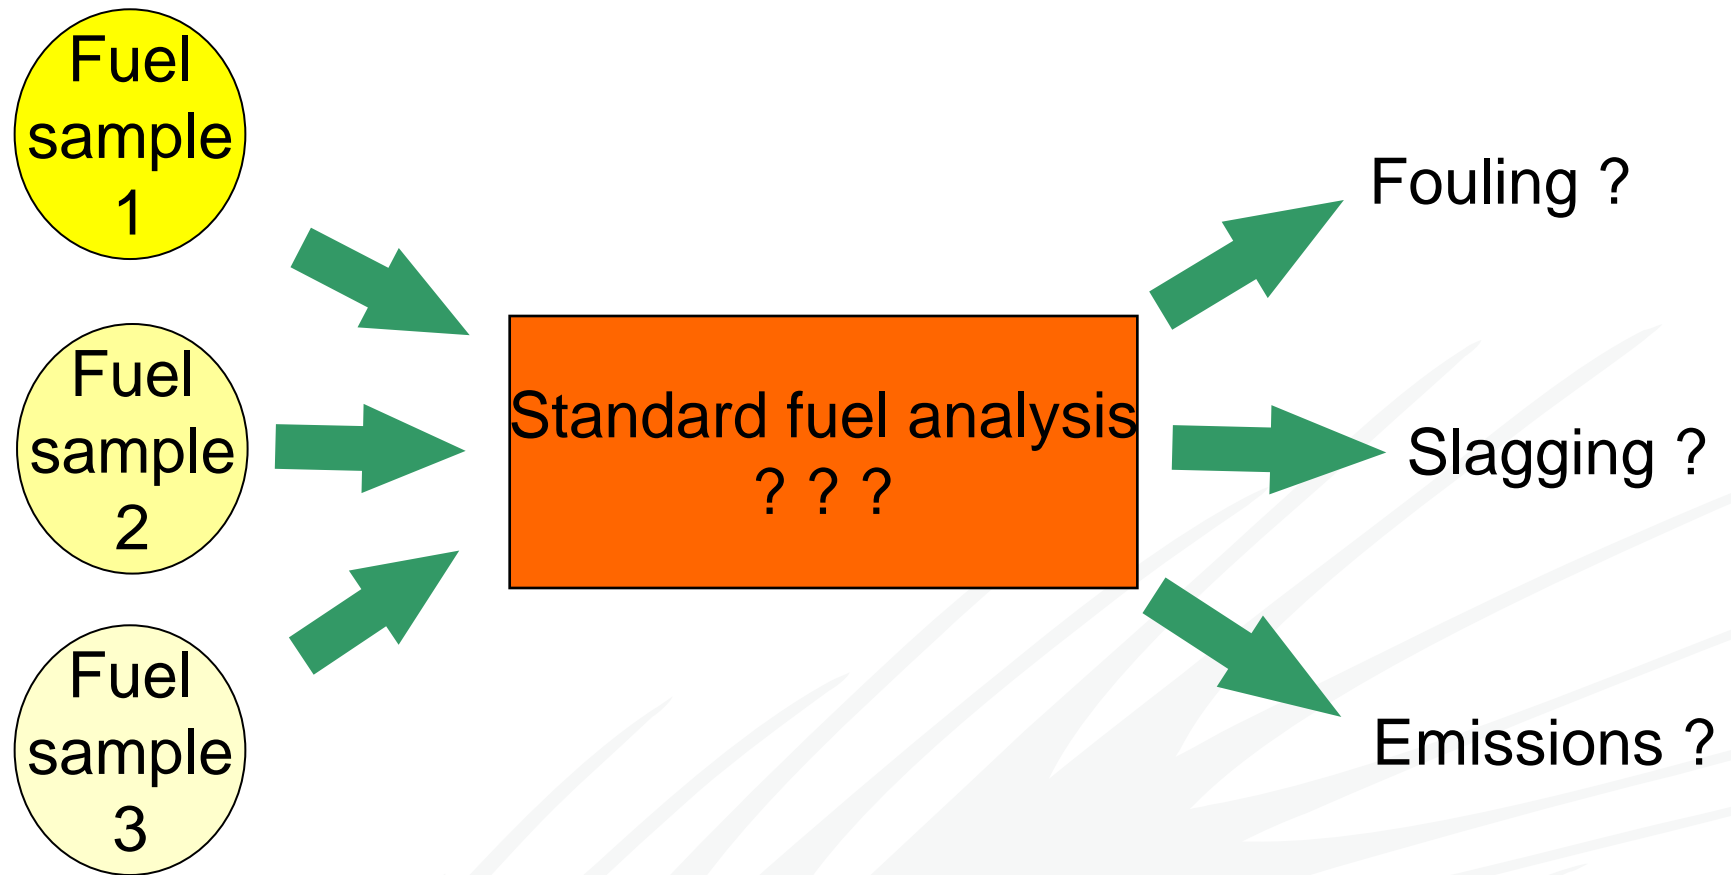 Fuel
sample
1
Fuel
sample
2
Fuel
sample
3
Standard fuel analysis
? ? ?
Fouling ?
Slagging ?
Emissions ?